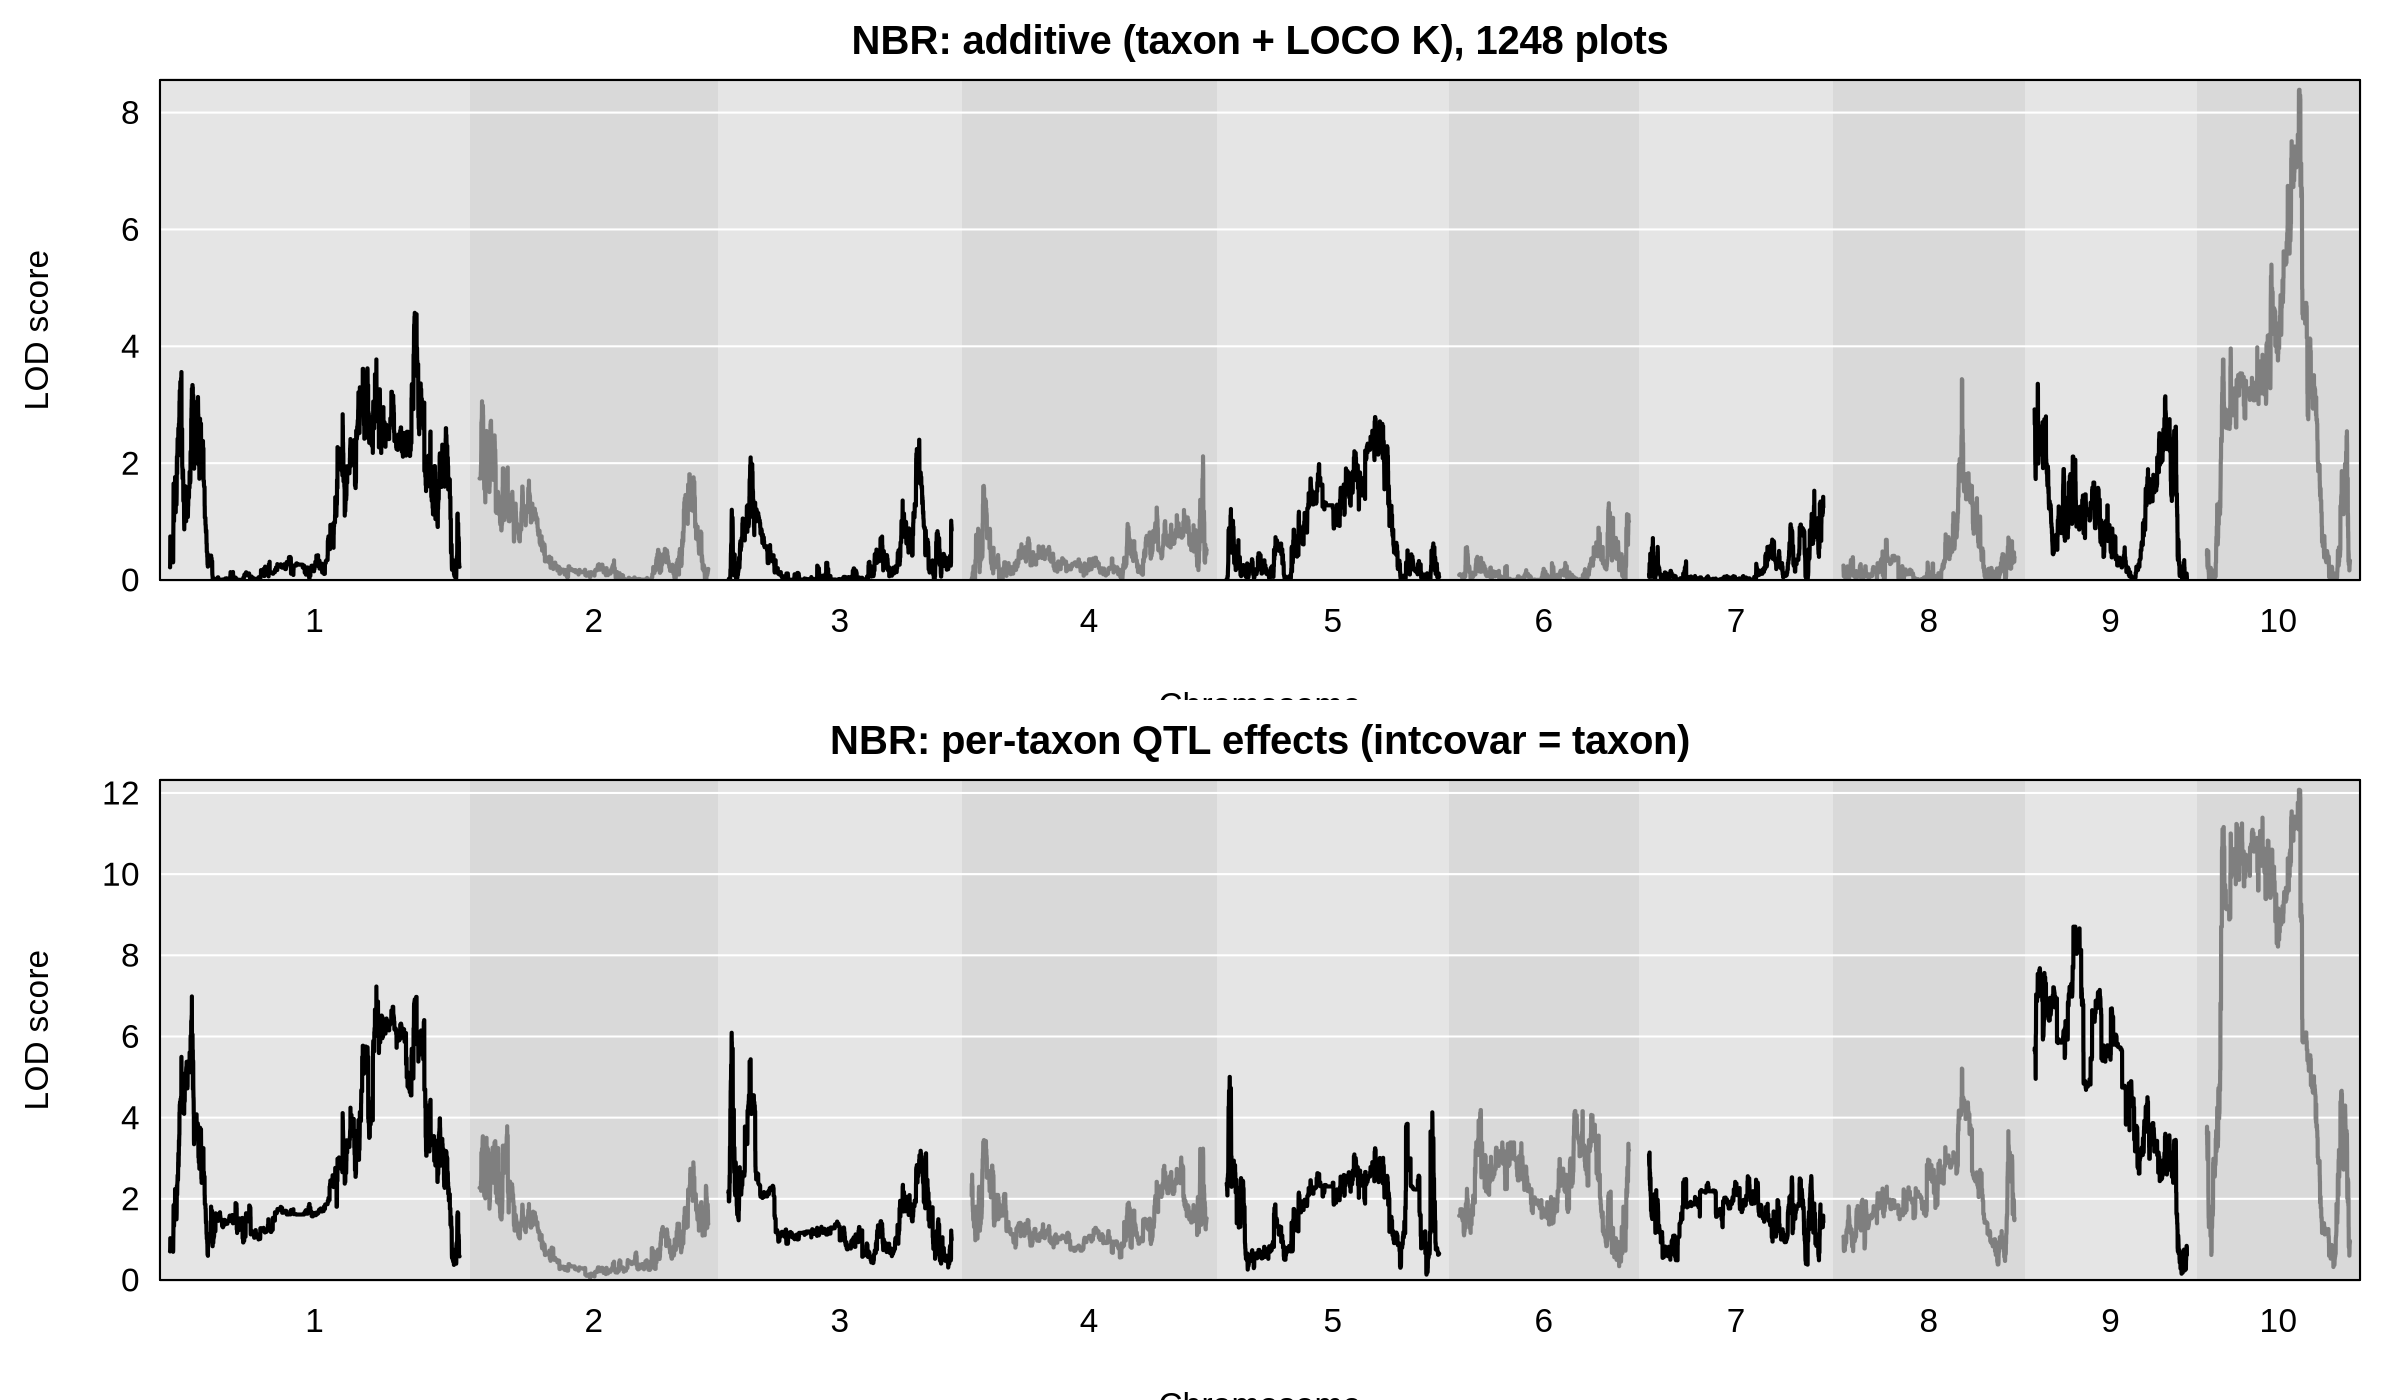 NBR: additive (taxon + LOCO K), 1248 plots
8
6
4
2
0
LOD score
1 2 3 4 5 6 7 8 9 10
Chromosome
NBR: per-taxon QTL effects (intcovar = taxon)
12
10
8
6
4
2
0
LOD score
1 2 3 4 5 6 7 8 9 10
Chromosome